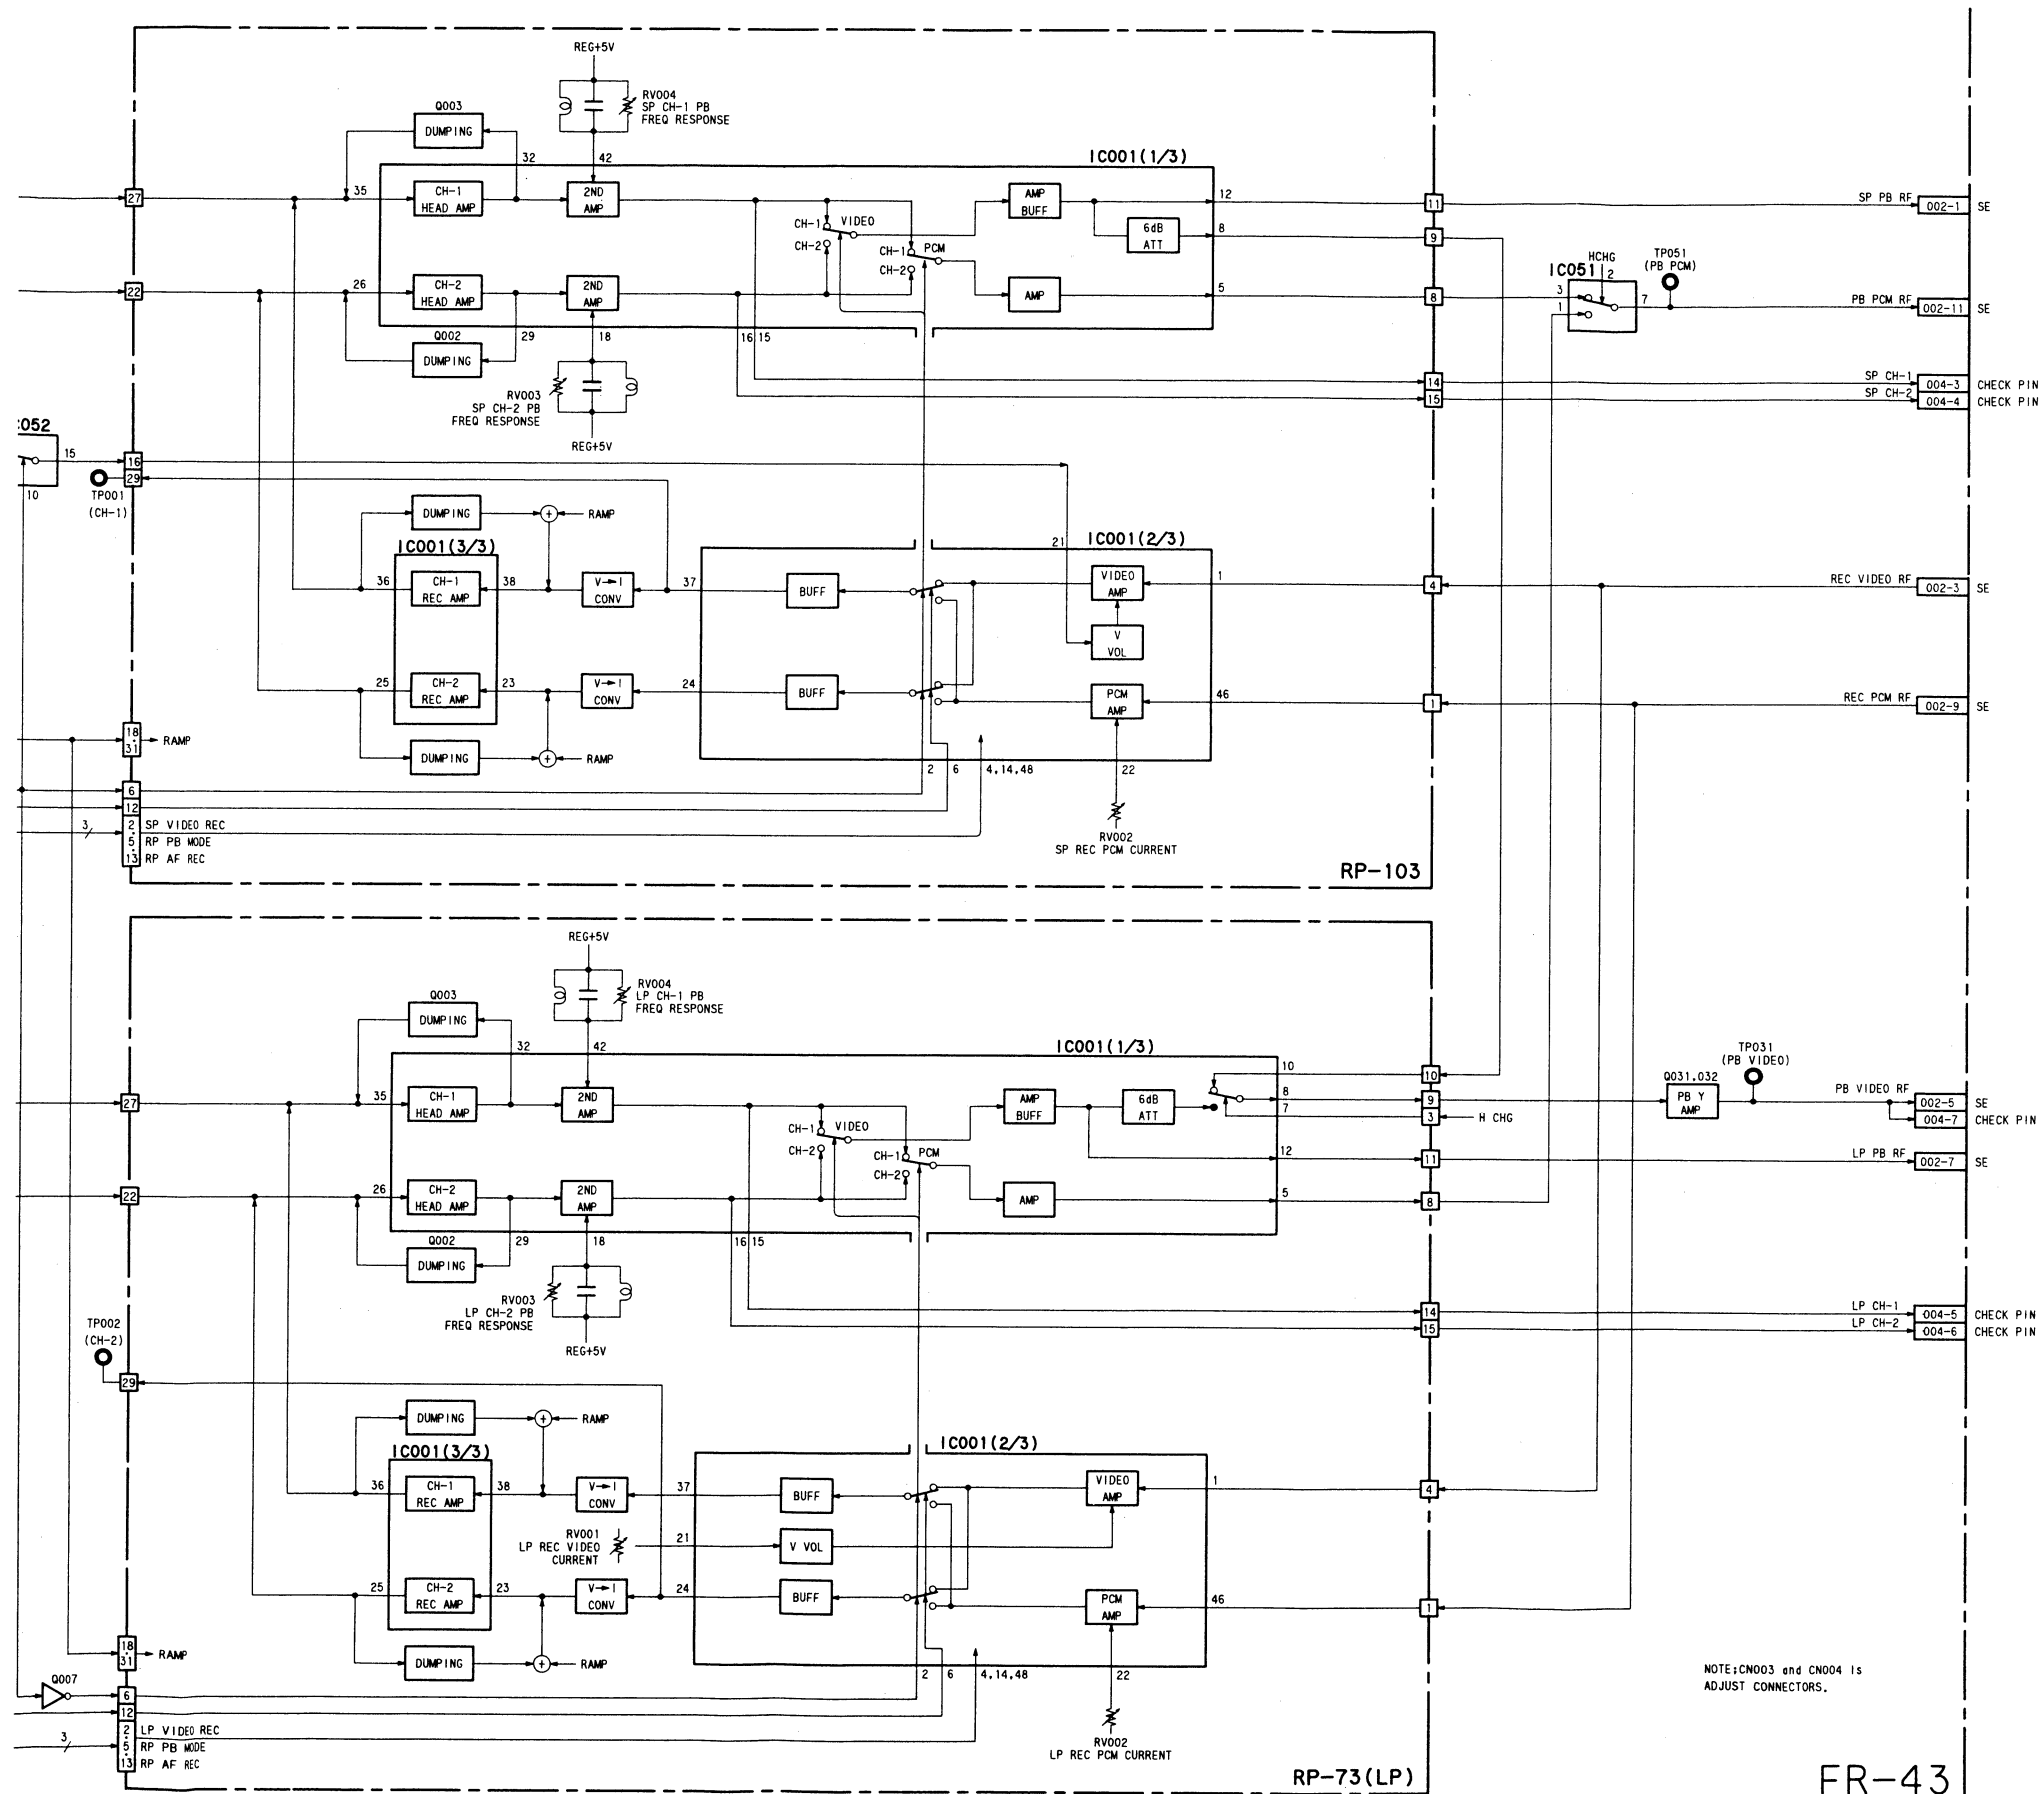 REG+5V
RV004
SP CH-1 PB
FREQ RESPONSE
Q003
DUMPING
32
42
IC001(1/3)
27
35
CH-1
HEAD AMP
2ND
AMP
AMP
BUFF
12
11
SP PB RF
002-1
SE
CH-1
VIDEO
CH-2
CH-1
PCM
CH-2
6dB
ATT
8
9
HCHG
TP051
(PB PCM)
IC051
2
22
26
CH-2
HEAD AMP
2ND
AMP
AMP
5
8
3
1
7
PB PCM RF
002-11
SE
Q002
DUMPING
29
18
16
15
RV003
SP CH-2 PB
FREQ RESPONSE
REG+5V
14
15
SP CH-1
004-3
CHECK PIN
SP CH-2
004-4
CHECK PIN
C052
15
10
16
29
TP001
(CH-1)
DUMPING
+
RAMP
IC001(3/3)
21
IC001(2/3)
36
CH-1
REC AMP
38
V→I
CONV
37
BUFF
VIDEO
AMP
1
4
REC VIDEO RF
002-3
SE
V
VOL
25
CH-2
REC AMP
23
V→I
CONV
24
BUFF
PCM
AMP
46
1
REC PCM RF
002-9
SE
18
31
RAMP
DUMPING
+
RAMP
2
6
4,14,48
22
6
12
3
2
5
13
SP VIDEO REC
RP PB MODE
RP AF REC
RV002
SP REC PCM CURRENT
RP-103
REG+5V
RV004
LP CH-1 PB
FREQ RESPONSE
Q003
DUMPING
32
42
IC001(1/3)
27
35
CH-1
HEAD AMP
2ND
AMP
AMP
BUFF
6dB
ATT
10
8
7
10
9
3
H CHG
Q031,032
PB Y
AMP
TP031
(PB VIDEO)
PB VIDEO RF
002-5
SE
004-7
CHECK PIN
CH-1
VIDEO
CH-2
CH-1
PCM
CH-2
12
11
LP PB RF
002-7
SE
22
26
CH-2
HEAD AMP
2ND
AMP
AMP
5
8
Q002
DUMPING
29
18
16
15
RV003
LP CH-2 PB
FREQ RESPONSE
REG+5V
14
15
LP CH-1
004-5
CHECK PIN
LP CH-2
004-6
CHECK PIN
TP002
(CH-2)
29
DUMPING
+
RAMP
IC001(3/3)
IC001(2/3)
36
CH-1
REC AMP
38
V→I
CONV
37
BUFF
VIDEO
AMP
1
4
RV001
LP REC VIDEO
CURRENT
21
V VOL
25
CH-2
REC AMP
23
V→I
CONV
24
BUFF
PCM
AMP
46
1
18
31
RAMP
DUMPING
+
RAMP
2
6
4,14,48
22
Q007
6
12
3
2
5
13
LP VIDEO REC
RP PB MODE
RP AF REC
RV002
LP REC PCM CURRENT
NOTE;CN003 and CN004 Is
ADJUST CONNECTORS.
RP-73(LP)
FR-43